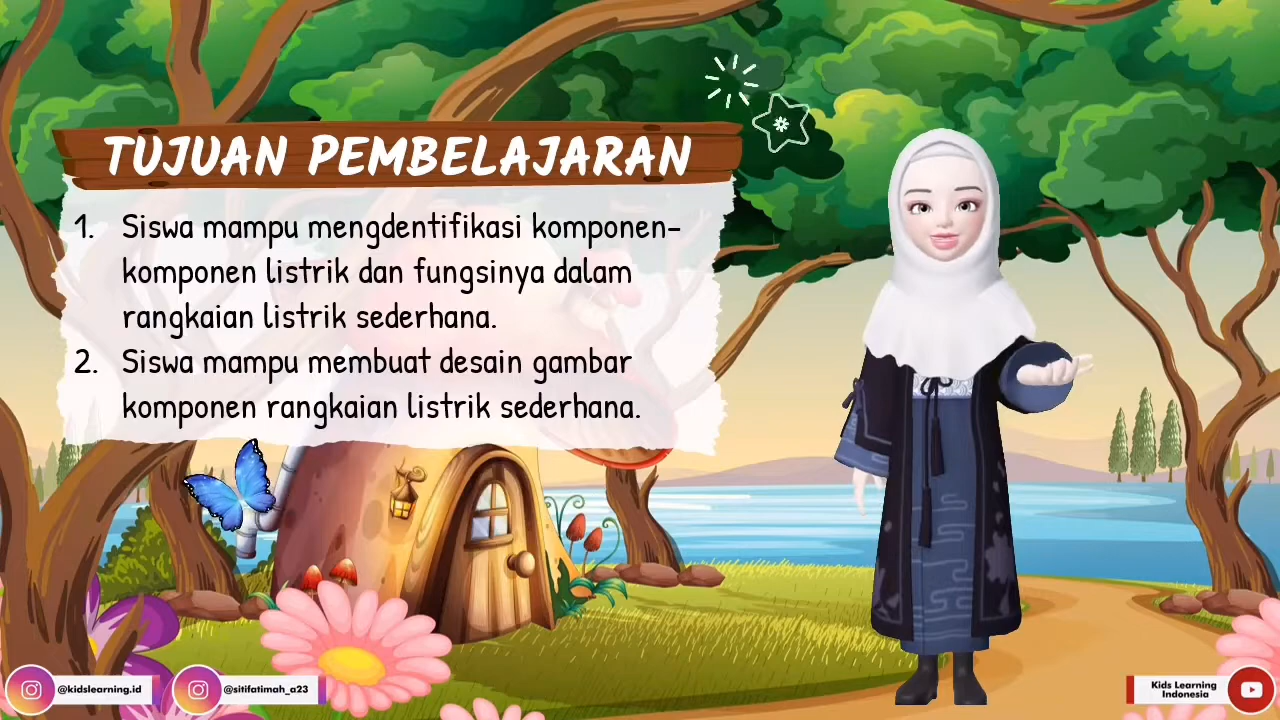 TUJUAN PEMBELAJARAN
1. Siswa mampu mengdentifikasi komponen-
komponen listrik dan fungsinya dalam
rangkaian listrik sederhana.
2. Siswa mampu membuat desain gambar
komponen rangkaian listrik sederhana.
@kidslearning.id
@sitifatimah_a23
Kids Learning
Indonesia